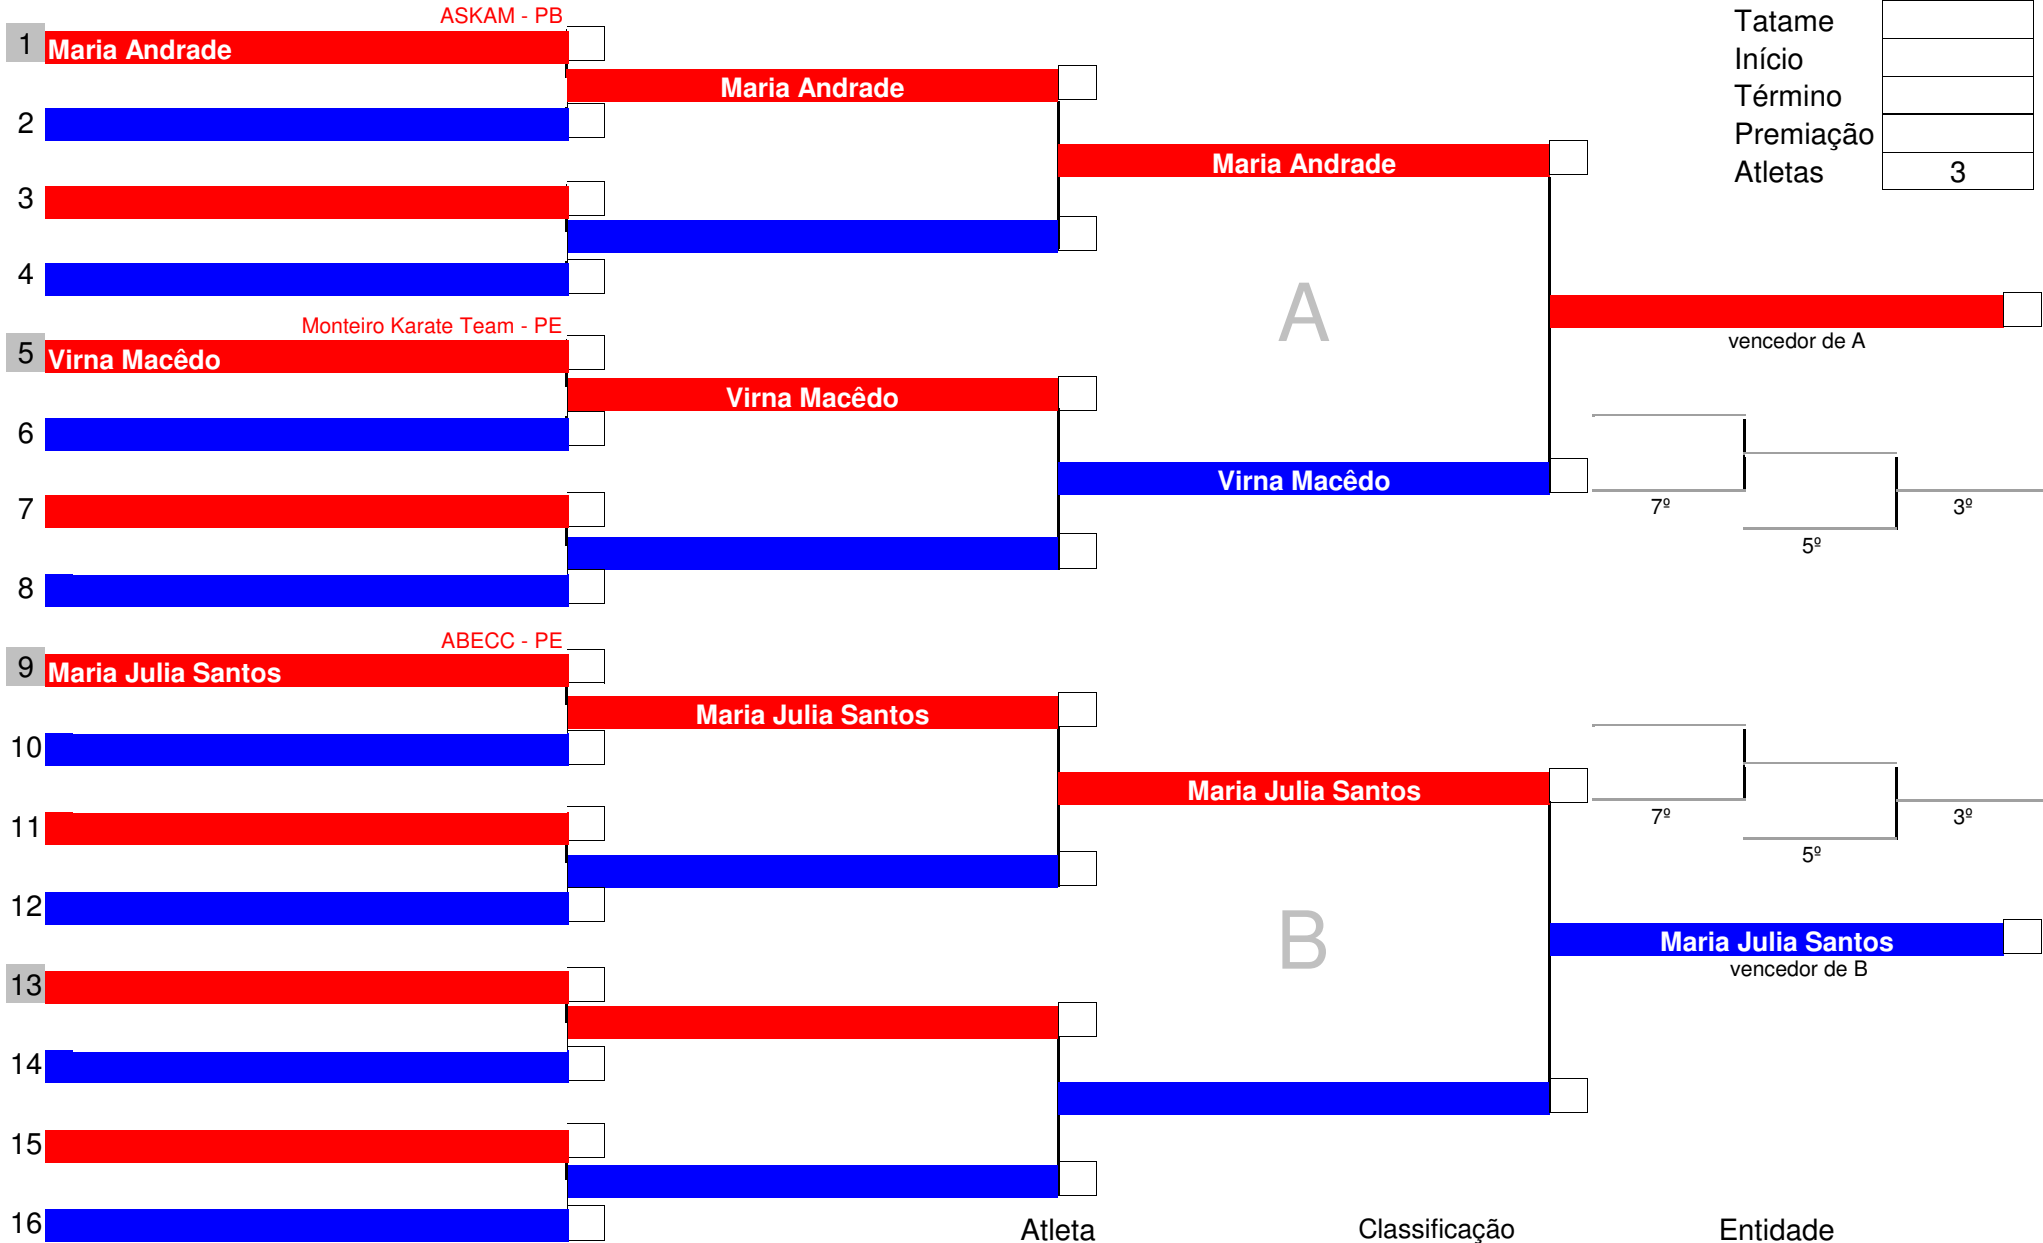 ASKAM - PB
1 Maria Andrade
Maria Andrade
2
Maria Andrade
3
4
Monteiro Karate Team - PE
5 Virna Macêdo
Virna Macêdo
6
Virna Macêdo
7
8
A
vencedor de A
7º
5º
3º
Tatame
Início
Término
Premiação
Atletas 3
ABECC - PE
9 Maria Julia Santos
Maria Julia Santos
10
Maria Julia Santos
11
12
7º
5º
3º
B
Maria Julia Santos
vencedor de B
13
14
15
16
Atleta Classificação Entidade